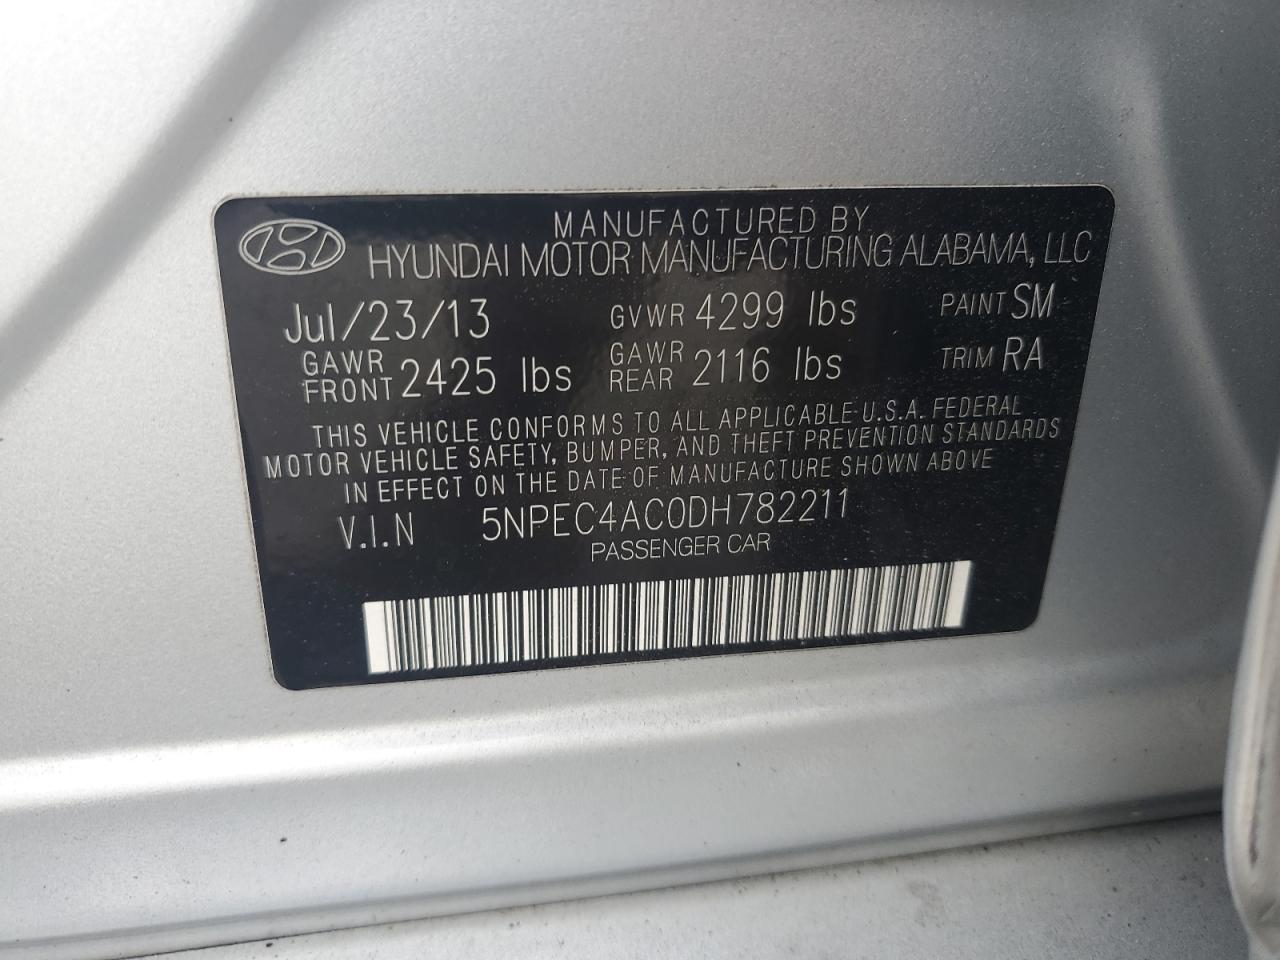 MANUFACTURED BY
HYUNDAI MOTOR MANUFACTURING ALABAMA, LLC
Jul/23/13 GVWR 4299 lbs PAINT SM
GAWR FRONT 2425 lbs GAWR REAR 2116 lbs TRIM RA
THIS VEHICLE CONFORMS TO ALL APPLICABLE U.S.A. FEDERAL
MOTOR VEHICLE SAFETY, BUMPER, AND THEFT PREVENTION STANDARDS
IN EFFECT ON THE DATE OF MANUFACTURE SHOWN ABOVE
V.I.N 5NPEC4AC0DH782211
PASSENGER CAR